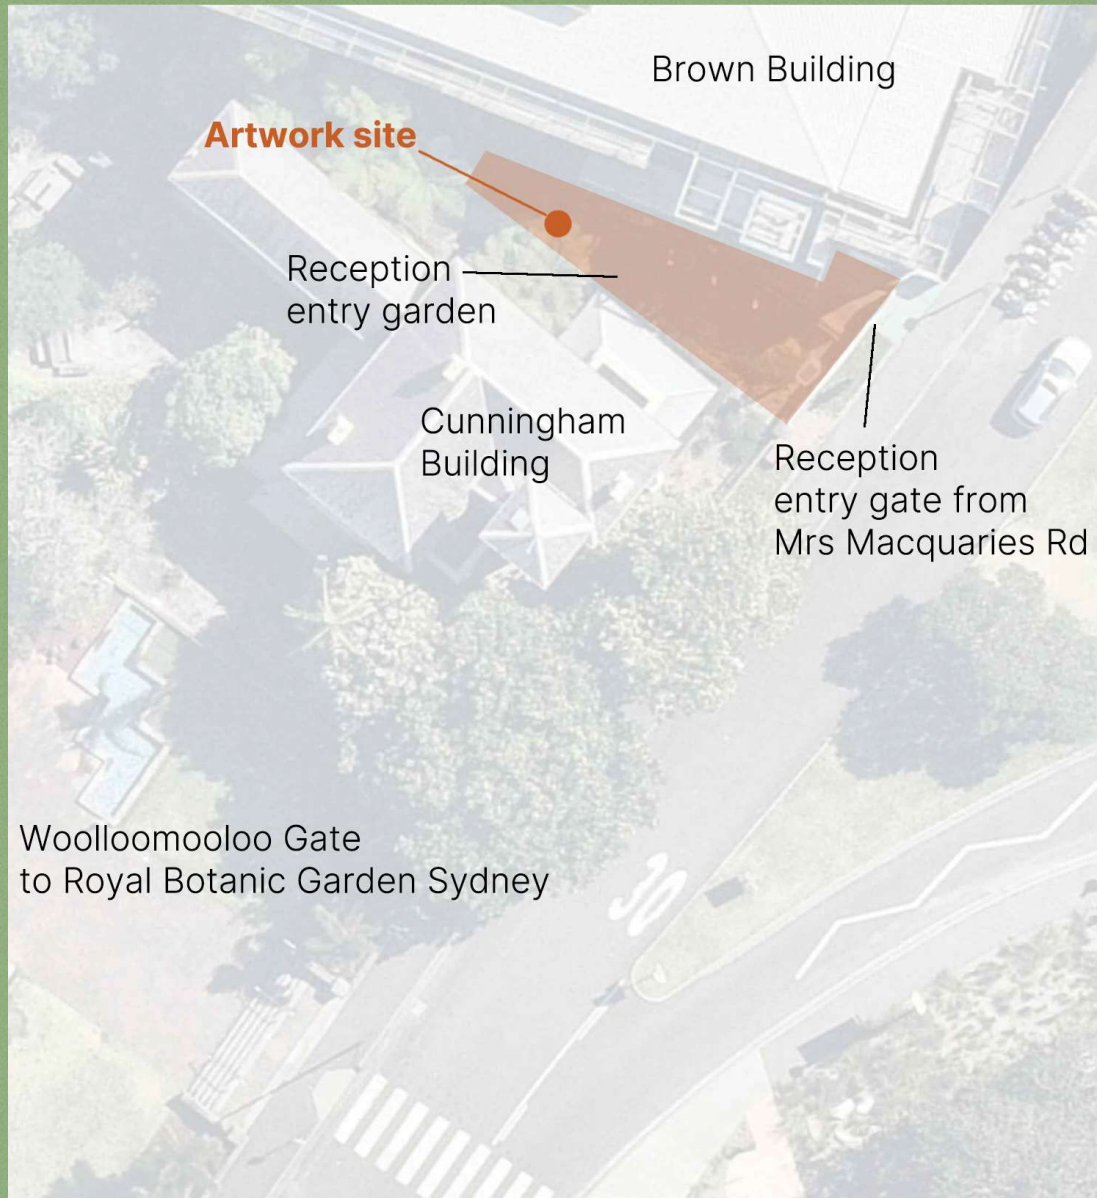 Brown Building
Artwork site
Reception
entry garden
Cunningham
Building
Reception
entry gate from
Mrs Macquaries Rd
Woolloomooloo Gate
to Royal Botanic Garden Sydney
30